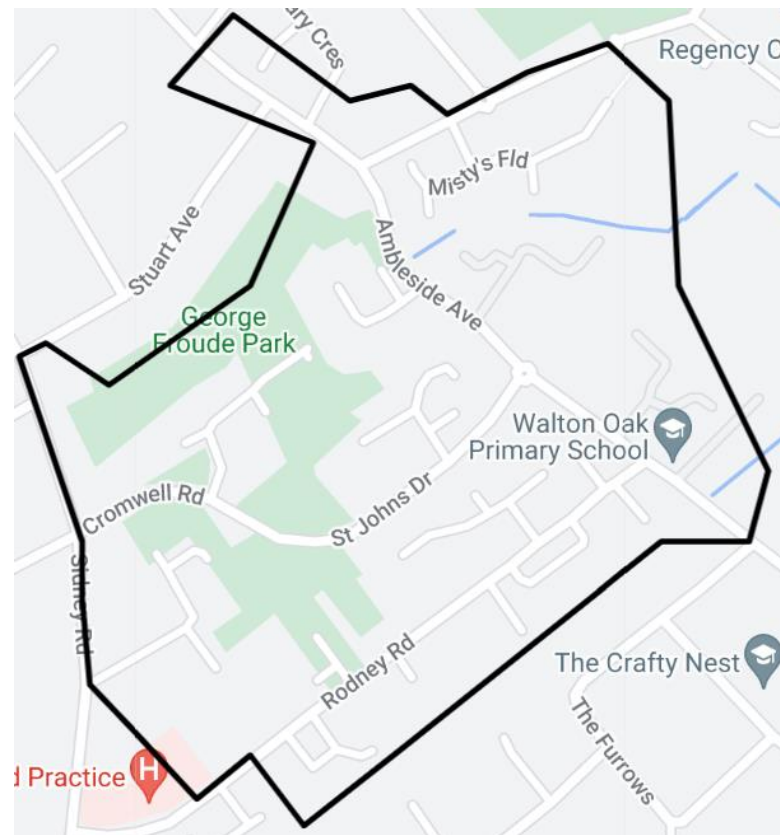 Cres
Regency
Misty's Fld
Stuart Ave
Ambleside Ave
George
Froude Park
Walton Oak
Primary School
Cromwell Rd
St Johns Dr
Sidney Rd
Rodney Rd
The Crafty Nest
The Furrows
Practice
H